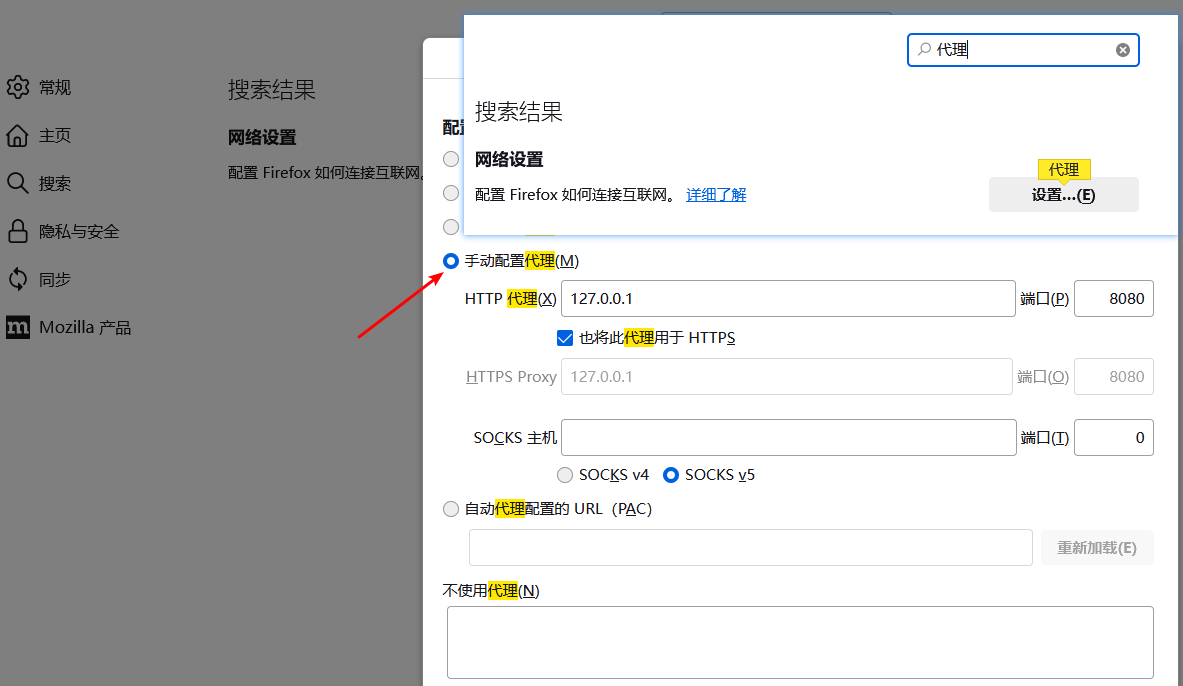 代理
常规
主页
搜索
隐私与安全
同步
Mozilla 产品
搜索结果
网络设置
配置 Firefox 如何连接互联网。
搜索结果
网络设置
配置 Firefox 如何连接互联网。 详细了解
代理
设置...(E)
配
手动配置代理(M)
HTTP 代理(X) 127.0.0.1 端口(P) 8080
也将此代理用于 HTTPS
HTTPS Proxy 127.0.0.1 端口(O) 8080
SOCKS 主机 端口(T) 0
SOCKS v4 SOCKS v5
自动代理配置的 URL（PAC）
重新加载(E)
不使用代理(N)